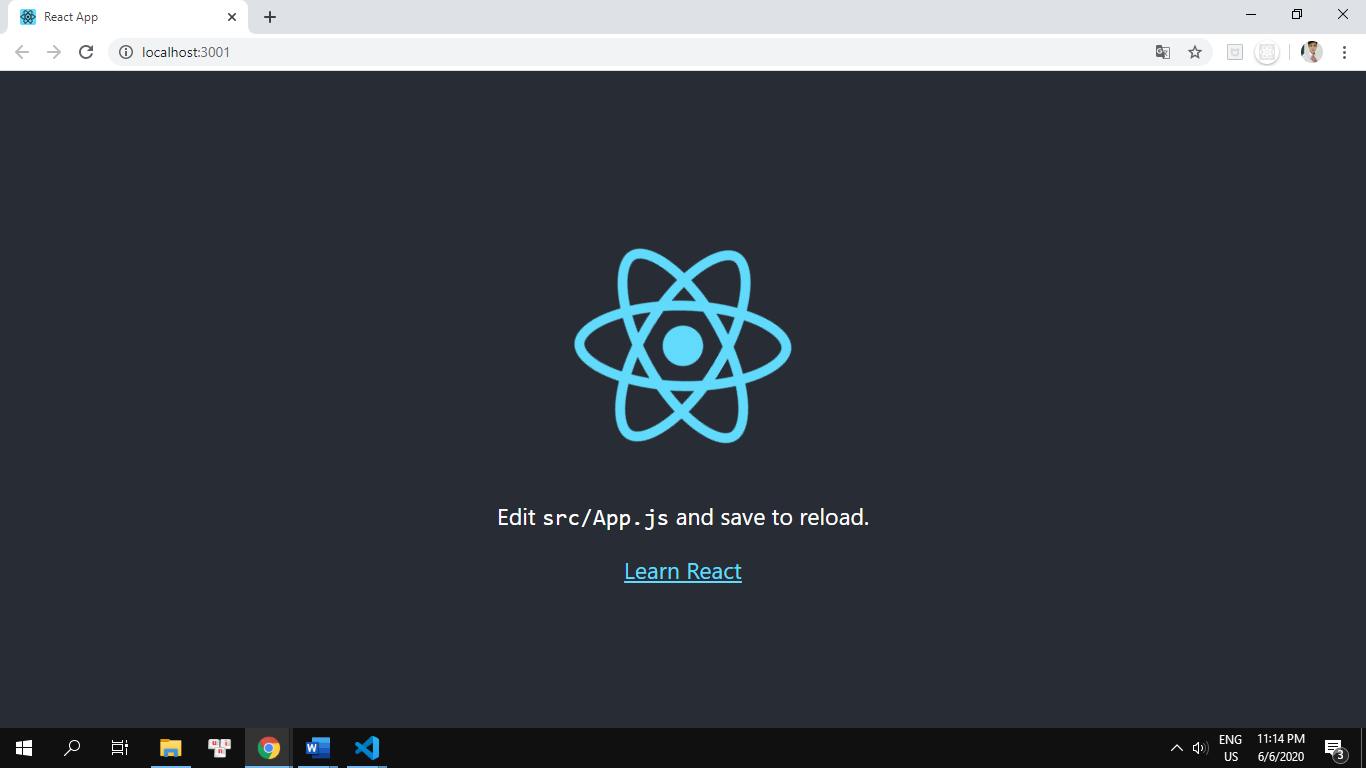 React App
localhost:3001
Edit src/App.js and save to reload.
Learn React
ENG
US
11:14 PM
6/6/2020
3